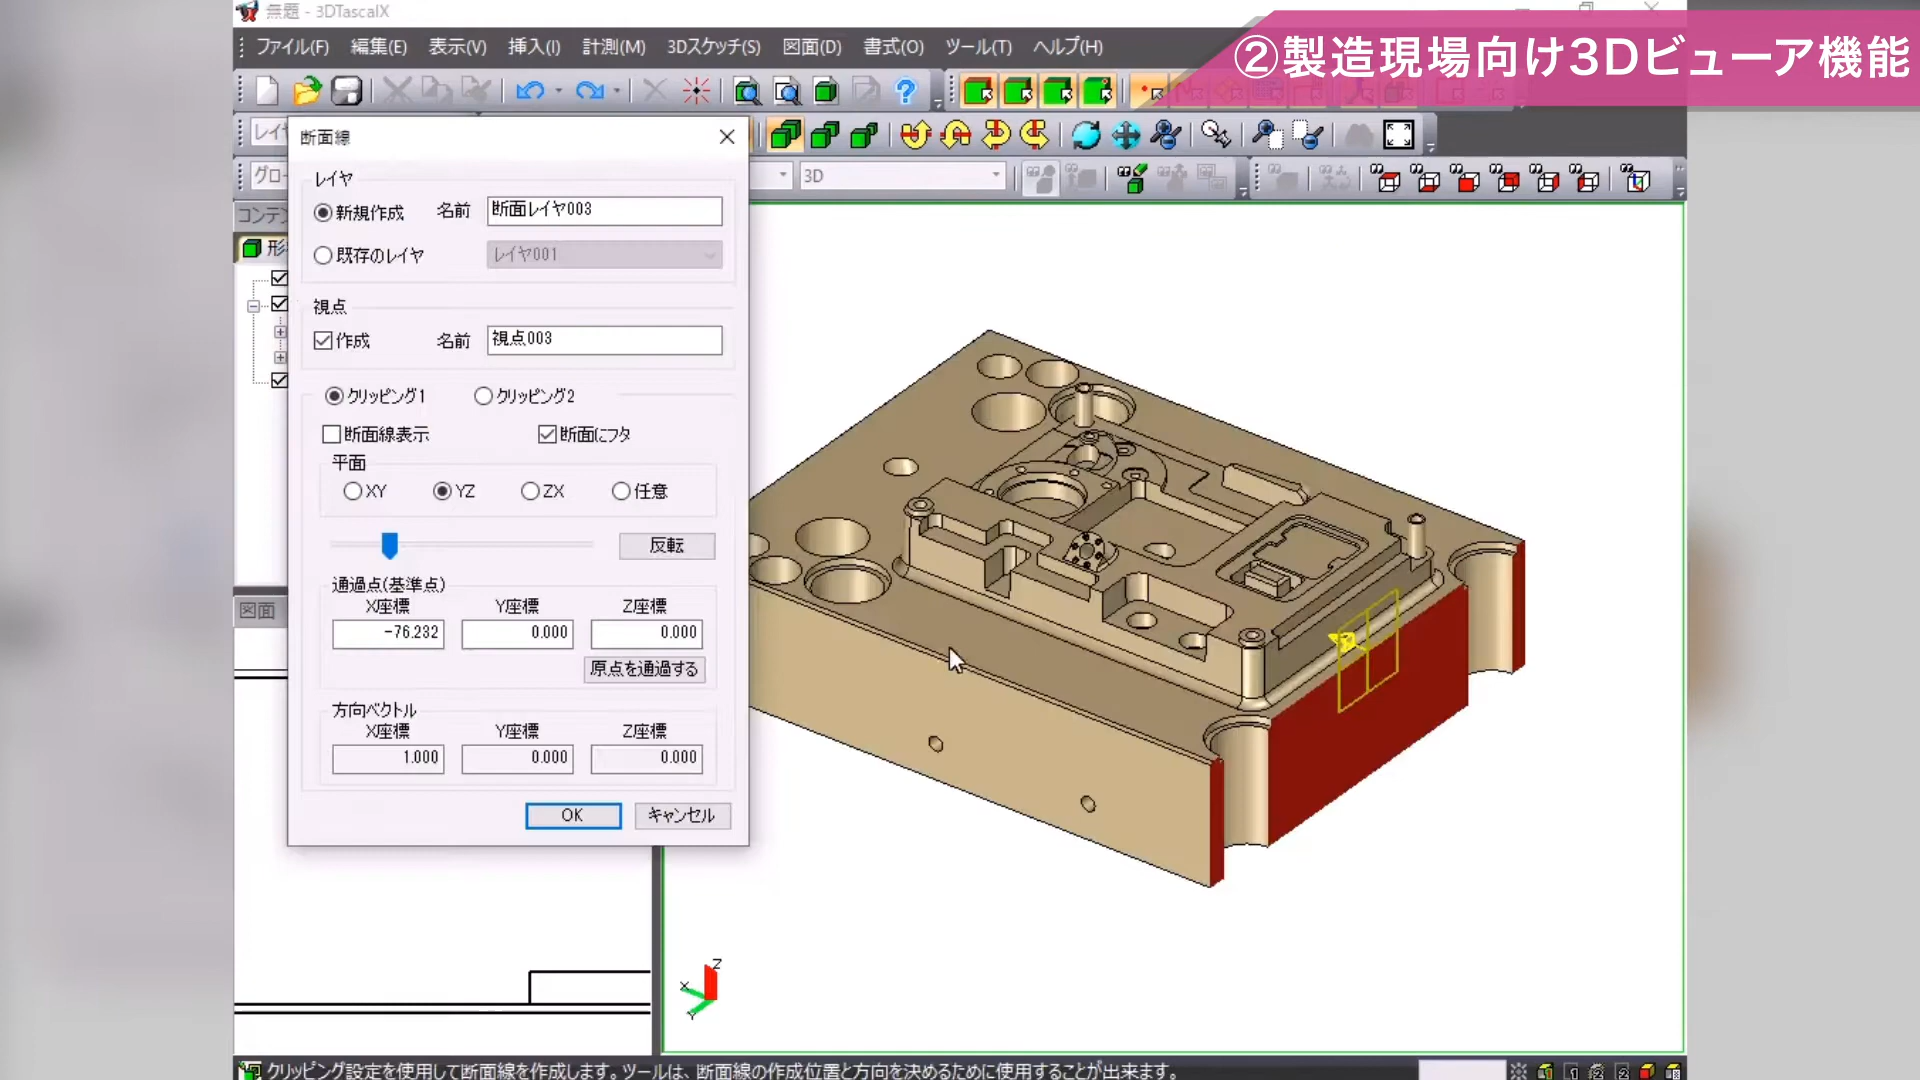 無題 - 3DTascalX
②製造現場向け3Dビューア機能
ファイル(F) 編集(E) 表示(V) 挿入(I) 計測(M) 3Dスケッチ(S) 図面(D) 書式(O) ツール(T) ヘルプ(H)
レイヤ
グロー
3D
コンテン
形
図面
断面線
レイヤ
新規作成 名前 断面レイヤ003
既存のレイヤ レイヤ001
視点
作成 名前 視点003
クリッピング1 クリッピング2
断面線表示 断面にフタ
平面
XY YZ ZX 任意
反転
通過点(基準点)
X座標 Y座標 Z座標
-76.232 0.000 0.000
原点を通過する
方向ベクトル
X座標 Y座標 Z座標
1.000 0.000 0.000
OK キャンセル
Z
X
Y
クリッピング設定を使用して断面線を作成します。ツールは、断面線の作成位置と方向を決めるために使用することが出来ます。